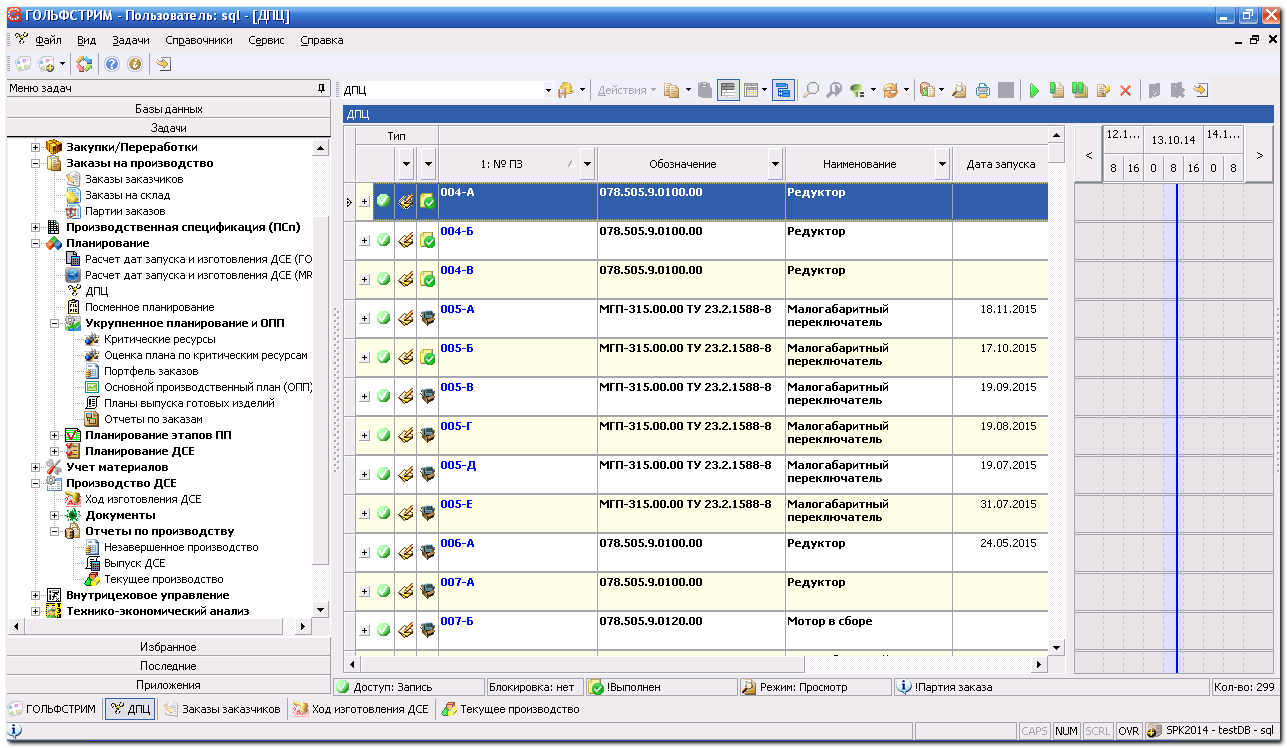 ГОЛЬФСТРИМ - Пользователь: sql - [ДПЦ]
Файл Вид Задачи Справочники Сервис Справка
Меню задач
Базы данных
Задачи
Закупки/Переработки
Заказы на производство
Заказы заказчиков
Заказы на склад
Партии заказов
Производственная спецификация (ПСп)
Планирование
Расчет дат запуска и изготовления ДСЕ (ГО
Расчет дат запуска и изготовления ДСЕ (MR
ДПЦ
Посменное планирование
Укрупненное планирование и ОПП
Критические ресурсы
Оценка плана по критическим ресурсам
Портфель заказов
Основной производственный план (ОПП)
Планы выпуска готовых изделий
Отчеты по заказам
Планирование этапов ПП
Планирование ДСЕ
Учет материалов
Производство ДСЕ
Ход изготовления ДСЕ
Документы
Отчеты по производству
Незавершенное производство
Выпуск ДСЕ
Текущее производство
Внутрицеховое управление
Технико-экономический анализ
Избранное
Последние
Приложения
ДПЦ Действия
ДПЦ
Тип
1: № ПЗ Обозначение Наименование Дата запуска
< 12.1... 13.10.14 14.1... >
8 16 0 8 16 0 8
004-А 078.505.9.0100.00 Редуктор
004-Б 078.505.9.0100.00 Редуктор
004-В 078.505.9.0100.00 Редуктор
005-А МГП-315.00.00 ТУ 23.2.1588-8 Малогабаритный переключатель 18.11.2015
005-Б МГП-315.00.00 ТУ 23.2.1588-8 Малогабаритный переключатель 17.10.2015
005-В МГП-315.00.00 ТУ 23.2.1588-8 Малогабаритный переключатель 19.09.2015
005-Г МГП-315.00.00 ТУ 23.2.1588-8 Малогабаритный переключатель 19.08.2015
005-Д МГП-315.00.00 ТУ 23.2.1588-8 Малогабаритный переключатель 19.07.2015
005-Е МГП-315.00.00 ТУ 23.2.1588-8 Малогабаритный переключатель 31.07.2015
006-А 078.505.9.0100.00 Редуктор 24.05.2015
007-А 078.505.9.0100.00 Редуктор
007-Б 078.505.9.0120.00 Мотор в сборе
Доступ: Запись Блокировка: нет !Выполнен Режим: Просмотр !Партия заказа Кол-во: 299
ГОЛЬФСТРИМ ДПЦ Заказы заказчиков Ход изготовления ДСЕ Текущее производство
CAPS NUM SCRL OVR SPK2014 - testDB - sql